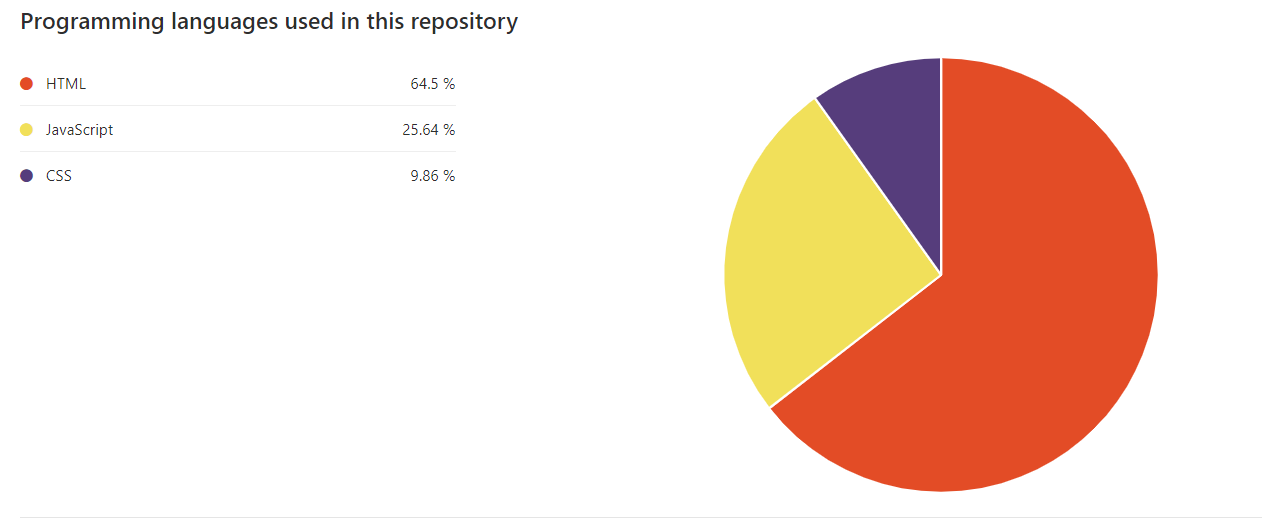 Programming languages used in this repository
HTML 64.5 %
JavaScript 25.64 %
CSS 9.86 %